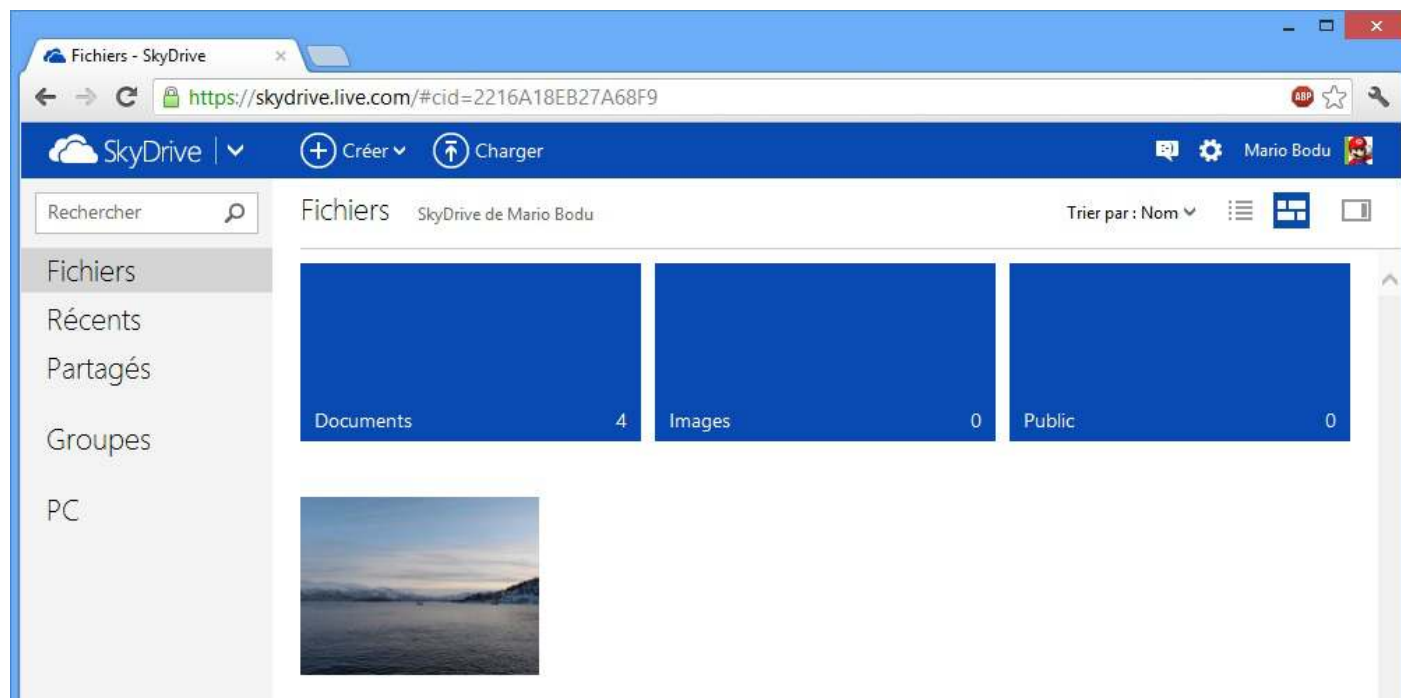 Fichiers - SkyDrive
https://skydrive.live.com/#cid=2216A18EB27A68F9
ABP
SkyDrive
Créer
Charger
Mario Bodu
Rechercher
Fichiers
SkyDrive de Mario Bodu
Trier par : Nom
Fichiers
Récents
Partagés
Groupes
PC
Documents 4
Images 0
Public 0